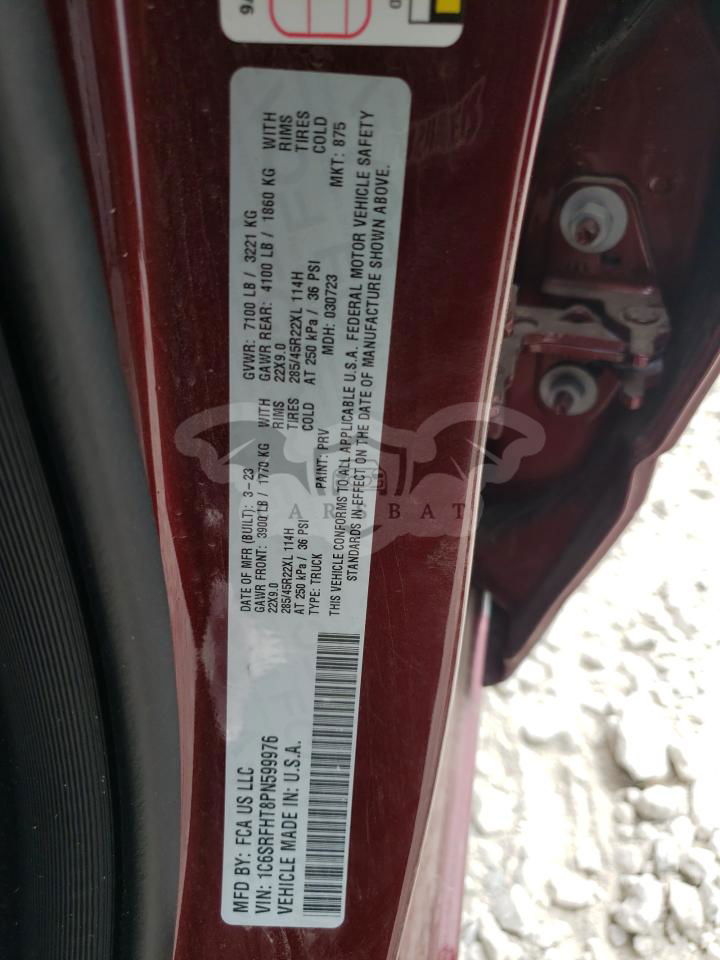 MFD BY: FCA US LLC
VIN: 1C6SRFHT8PN599976
VEHICLE MADE IN: U.S.A.
DATE OF MFR (BUILT): 3-23
GAWR FRONT: 3900 LB / 1770 KG WITH
22X9.0 RIMS
285/45R22XL 114H TIRES
AT 250 kPa / 36 PSI COLD
TYPE: TRUCK PAINT: PRV
GVWR: 7100 LB / 3221 KG
GAWR REAR: 4100 LB / 1860 KG WITH
22X9.0 RIMS
285/45R22XL 114H TIRES
AT 250 kPa / 36 PSI COLD
MDH: 030723 MKT: 875
THIS VEHICLE CONFORMS TO ALL APPLICABLE U.S.A. FEDERAL MOTOR VEHICLE SAFETY
STANDARDS IN EFFECT ON THE DATE OF MANUFACTURE SHOWN ABOVE.
CARSBAT